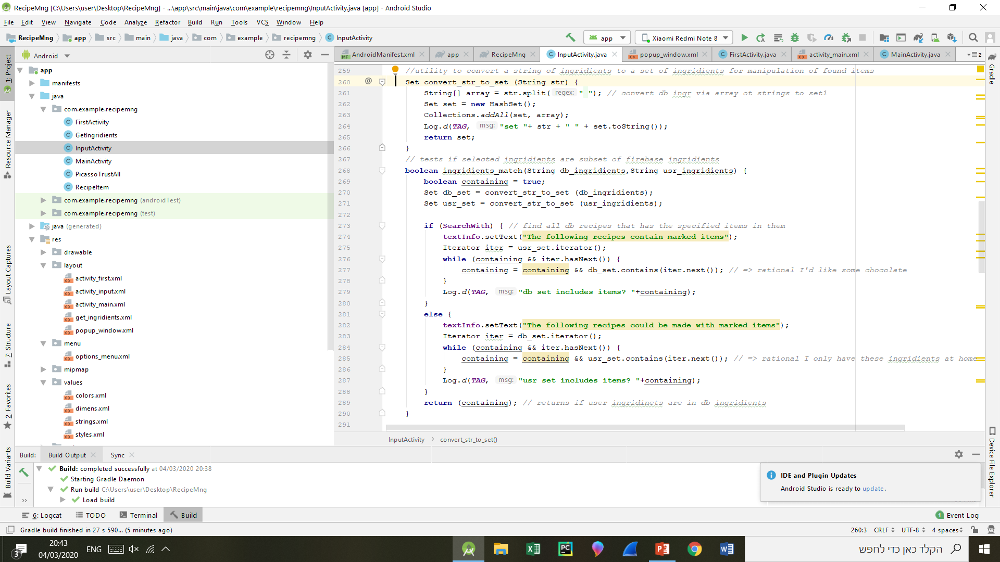 RecipeMng [C:\Users\user\Desktop\RecipeMng] - ...\app\src\main\java\com\example\recipemng\InputActivity.java [app] - Android Studio
File Edit View Navigate Code Analyze Refactor Build Run Tools VCS Window Help
RecipeMng app src main java com example recipemng InputActivity
app Xiaomi Redmi Note 8
Android
AndroidManifest.xml app RecipeMng InputActivity.java popup_window.xml FirstActivity.java activity_main.xml MainActivity.java 2
1: Project
Resource Manager
Layout Captures
7: Structure
2: Favorites
Build Variants
app
manifests
java
com.example.recipemng
FirstActivity
GetIngridients
InputActivity
MainActivity
PicassoTrustAll
RecipeItem
com.example.recipemng (androidTest)
com.example.recipemng (test)
java (generated)
res
drawable
layout
activity_first.xml
activity_input.xml
activity_main.xml
get_ingridients.xml
popup_window.xml
menu
options_menu.xml
mipmap
values
colors.xml
dimens.xml
strings.xml
styles.xml
259 //utility to convert a string of ingridients to a set of ingridients for manipulation of found items
260 @ Set convert_str_to_set (String str) {
261 String[] array = str.split( regex: " "); // convert db ingr via array ot strings to set1
262 Set set = new HashSet();
263 Collections.addAll(set, array);
264 Log.d(TAG, msg: "set "+ str + " " + set.toString());
265 return set;
266 }
267 // tests if selected ingridients are subset of firebase ingridients
268 boolean ingridients_match(String db_ingridients,String usr_ingridients) {
269 boolean containing = true;
270 Set db_set = convert_str_to_set (db_ingridients);
271 Set usr_set = convert_str_to_set (usr_ingridients);
272
273 if (SearchWith) { // find all db recipes that has the specified items in them
274 textInfo.setText("The following recipes contain marked items");
275 Iterator iter = usr_set.iterator();
276 while (containing && iter.hasNext()) {
277 containing = containing && db_set.contains(iter.next()); // => rational I'd like some chocolate
278 }
279 Log.d(TAG, msg: "db set includes items? "+containing);
280 }
281 else {
282 textInfo.setText("The following recipes could be made with marked items");
283 Iterator iter = db_set.iterator();
284 while (containing && iter.hasNext()) {
285 containing = containing && usr_set.contains(iter.next()); // => rational I only have these ingridients at home
286 }
287 Log.d(TAG, msg: "usr set includes items? "+containing);
288 }
289 return (containing); // returns if user ingridinets are in db ingridients
290 }
291
InputActivity › convert_str_to_set()
Gradle
Device File Explorer
Build: Build Output Sync
Build: completed successfully at 04/03/2020 20:38
Starting Gradle Daemon
Run build C:\Users\user\Desktop\RecipeMng
Load build
IDE and Plugin Updates
Android Studio is ready to update.
6: Logcat TODO Terminal Build
1 Event Log
Gradle build finished in 27 s 590... (5 minutes ago)
260:3 CRLF UTF-8 4 spaces
3
20:43
04/03/2020
ENG
הקלד כאן כדי לחפש